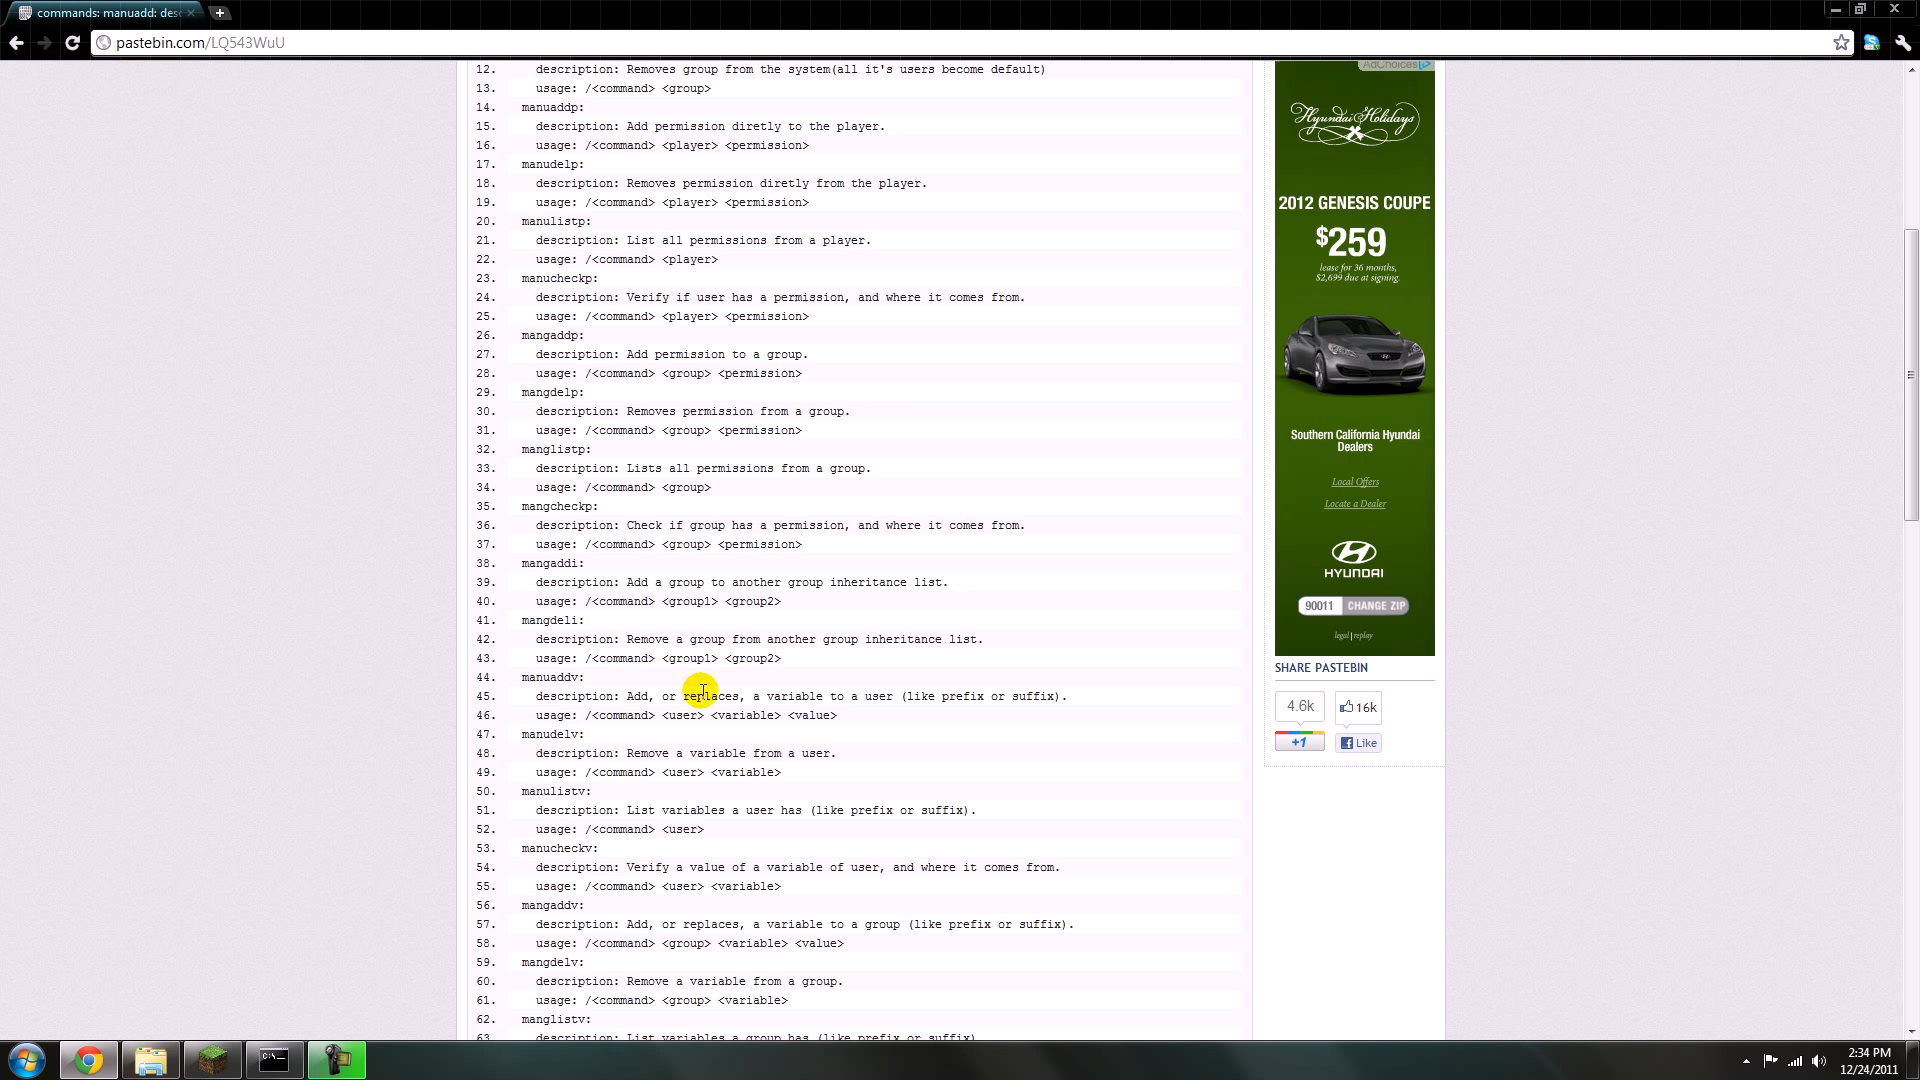 commands: manuadd: des
pastebin.com/LQ543WuU
12. description: Removes group from the system(all it's users become default)
13. usage: /<command> <group>
14. manuaddp:
15. description: Add permission diretly to the player.
16. usage: /<command> <player> <permission>
17. manudelp:
18. description: Removes permission diretly from the player.
19. usage: /<command> <player> <permission>
20. manulistp:
21. description: List all permissions from a player.
22. usage: /<command> <player>
23. manucheckp:
24. description: Verify if user has a permission, and where it comes from.
25. usage: /<command> <player> <permission>
26. mangaddp:
27. description: Add permission to a group.
28. usage: /<command> <group> <permission>
29. mangdelp:
30. description: Removes permission from a group.
31. usage: /<command> <group> <permission>
32. manglistp:
33. description: Lists all permissions from a group.
34. usage: /<command> <group>
35. mangcheckp:
36. description: Check if group has a permission, and where it comes from.
37. usage: /<command> <group> <permission>
38. mangaddi:
39. description: Add a group to another group inheritance list.
40. usage: /<command> <group1> <group2>
41. mangdeli:
42. description: Remove a group from another group inheritance list.
43. usage: /<command> <group1> <group2>
44. manuaddv:
45. description: Add, or replaces, a variable to a user (like prefix or suffix).
46. usage: /<command> <user> <variable> <value>
47. manudelv:
48. description: Remove a variable from a user.
49. usage: /<command> <user> <variable>
50. manulistv:
51. description: List variables a user has (like prefix or suffix).
52. usage: /<command> <user>
53. manucheckv:
54. description: Verify a value of a variable of user, and where it comes from.
55. usage: /<command> <user> <variable>
56. mangaddv:
57. description: Add, or replaces, a variable to a group (like prefix or suffix).
58. usage: /<command> <group> <variable> <value>
59. mangdelv:
60. description: Remove a variable from a group.
61. usage: /<command> <group> <variable>
62. manglistv:
63. description: List variables a group has (like prefix or suffix)
AdChoices
Hyundai Holidays
2012 GENESIS COUPE
$259
lease for 36 months,
$2,699 due at signing.
Southern California Hyundai
Dealers
Local Offers
Locate a Dealer
HYUNDAI
90011 CHANGE ZIP
legal | replay
SHARE PASTEBIN
4.6k 16k
+1 Like
C:\
2:34 PM
12/24/2011